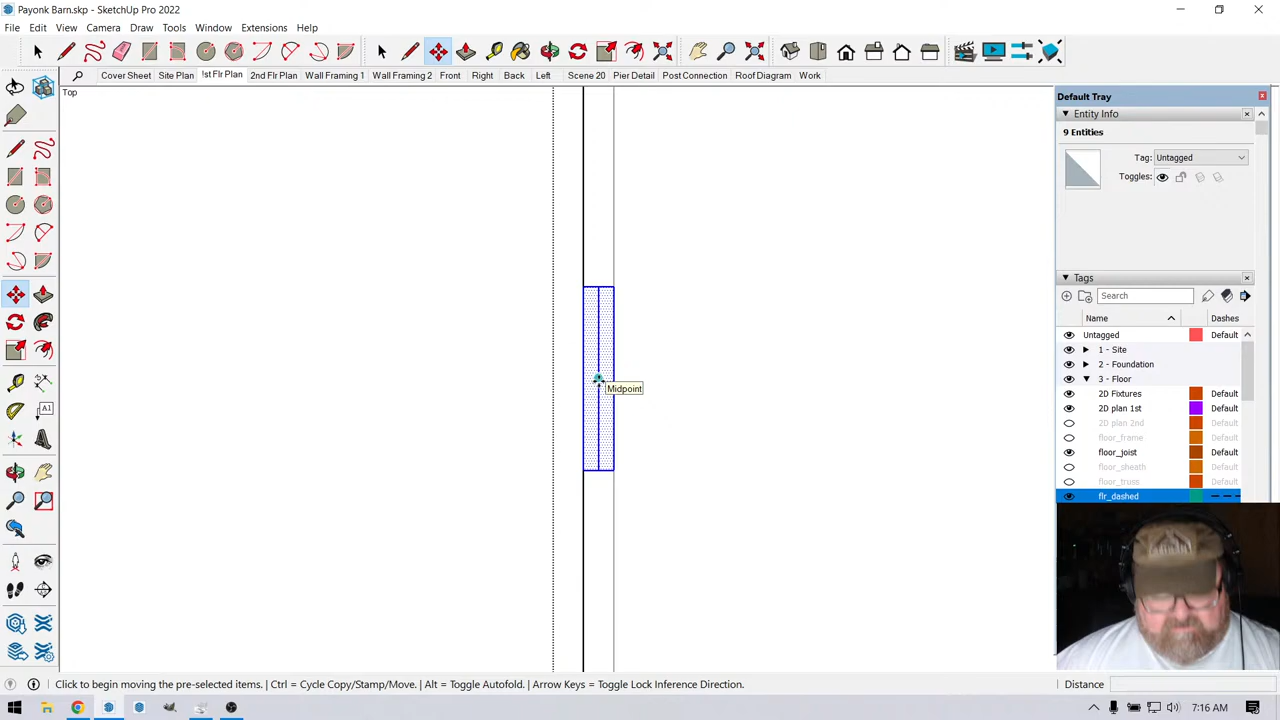 Payonk Barn.skp - SketchUp Pro 2022
File Edit View Camera Draw Tools Window Extensions Help
Cover Sheet Site Plan !st Flr Plan 2nd Flr Plan Wall Framing 1 Wall Framing 2 Front Right Back Left Scene 20 Pier Detail Post Connection Roof Diagram Work
Top
Default Tray
Entity Info
9 Entities
Tag: Untagged
Toggles:
Tags
Search
Name Dashes
Untagged Default
1 - Site
2 - Foundation
3 - Floor
2D Fixtures Default
2D plan 1st Default
2D plan 2nd Default
floor_frame Default
floor_joist Default
floor_sheath Default
floor_truss Default
flr_dashed
Midpoint
A1
Click to begin moving the pre-selected items. | Ctrl = Cycle Copy/Stamp/Move. | Alt = Toggle Autofold. | Arrow Keys = Toggle Lock Inference Direction.
Distance
7:16 AM